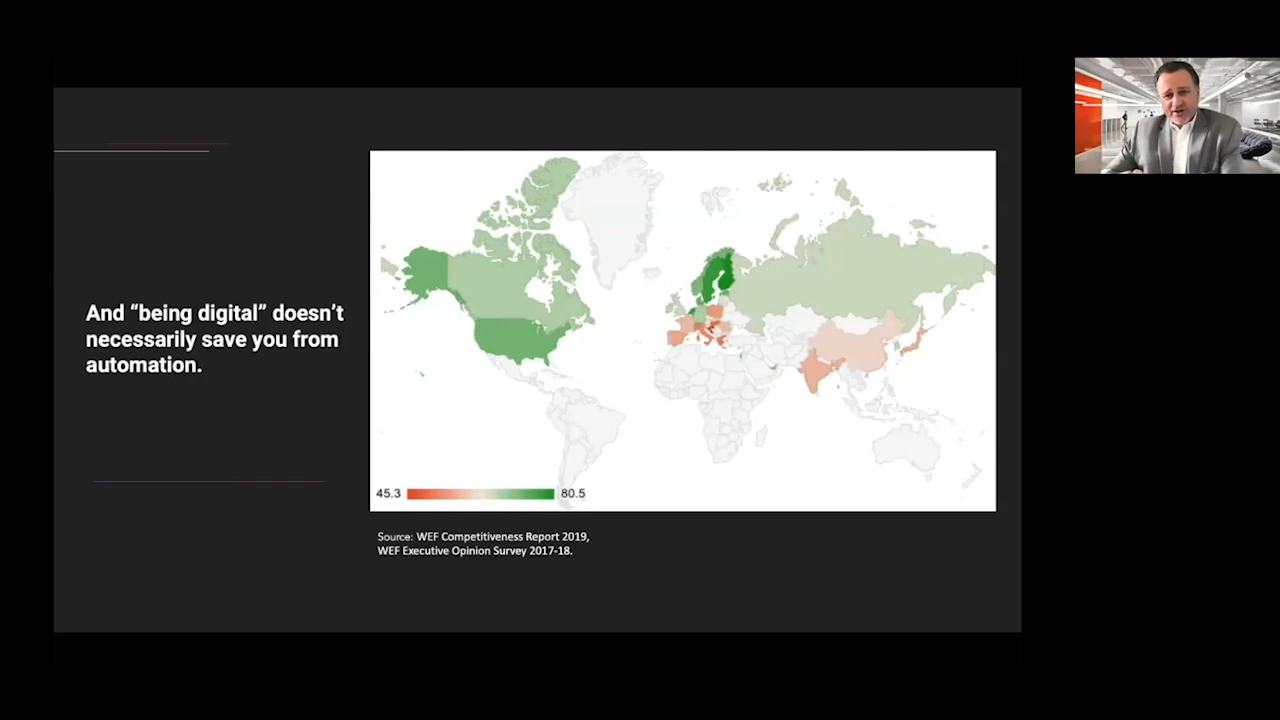 And “being digital” doesn’t
necessarily save you from
automation.
45.3
80.5
Source: WEF Competitiveness Report 2019,
WEF Executive Opinion Survey 2017-18.